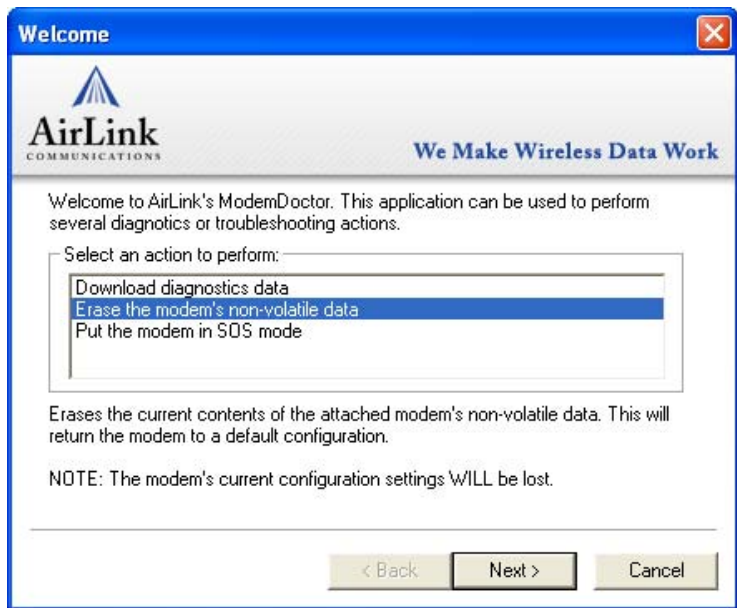 Welcome
AirLink
COMMUNICATIONS
We Make Wireless Data Work
Welcome to AirLink's ModemDoctor. This application can be used to perform
several diagnostics or troubleshooting actions.
Select an action to perform:
Download diagnostics data
Erase the modem's non-volatile data
Put the modem in SOS mode
Erases the current contents of the attached modem's non-volatile data. This will
return the modem to a default configuration.
NOTE: The modem's current configuration settings WILL be lost.
< Back
Next >
Cancel